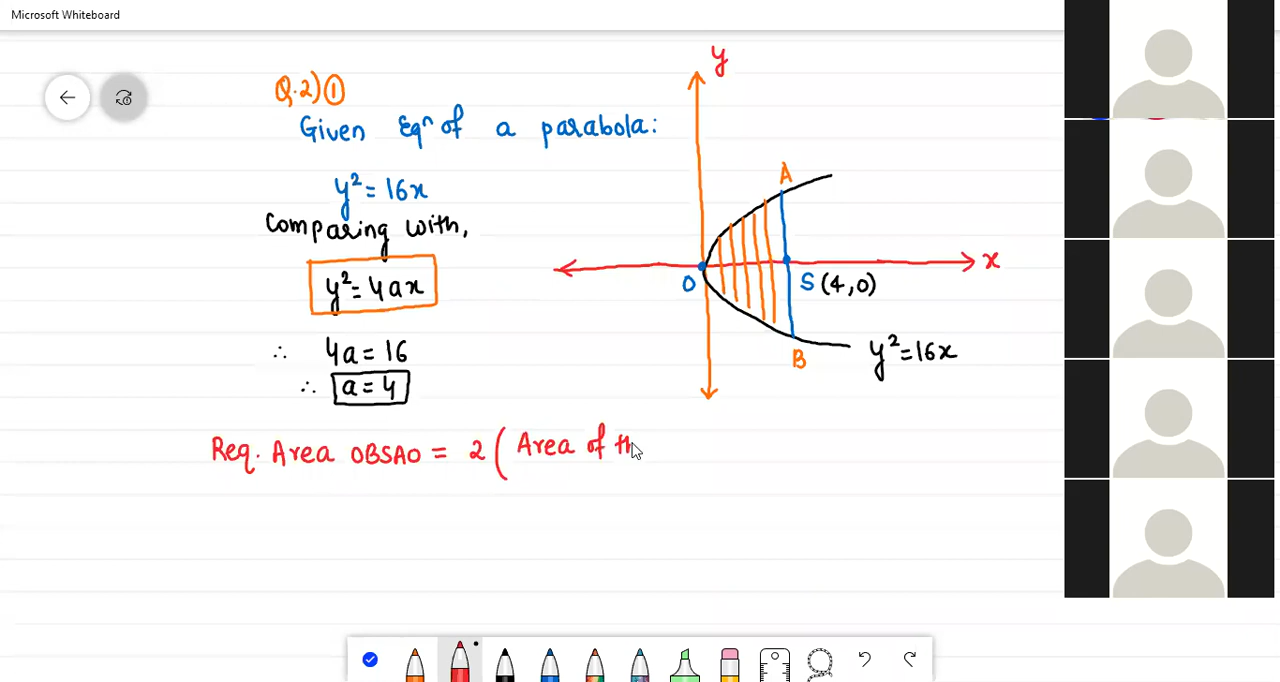 Microsoft Whiteboard
Q.2)①
Given Eqⁿ of a parabola:
y² = 16x
Comparing with,
y² = 4ax
∴ 4a = 16
∴ a = 4
Req. Area OBSAO = 2 ( Area of th
y
A
x
O
S (4,0)
B
y² = 16x